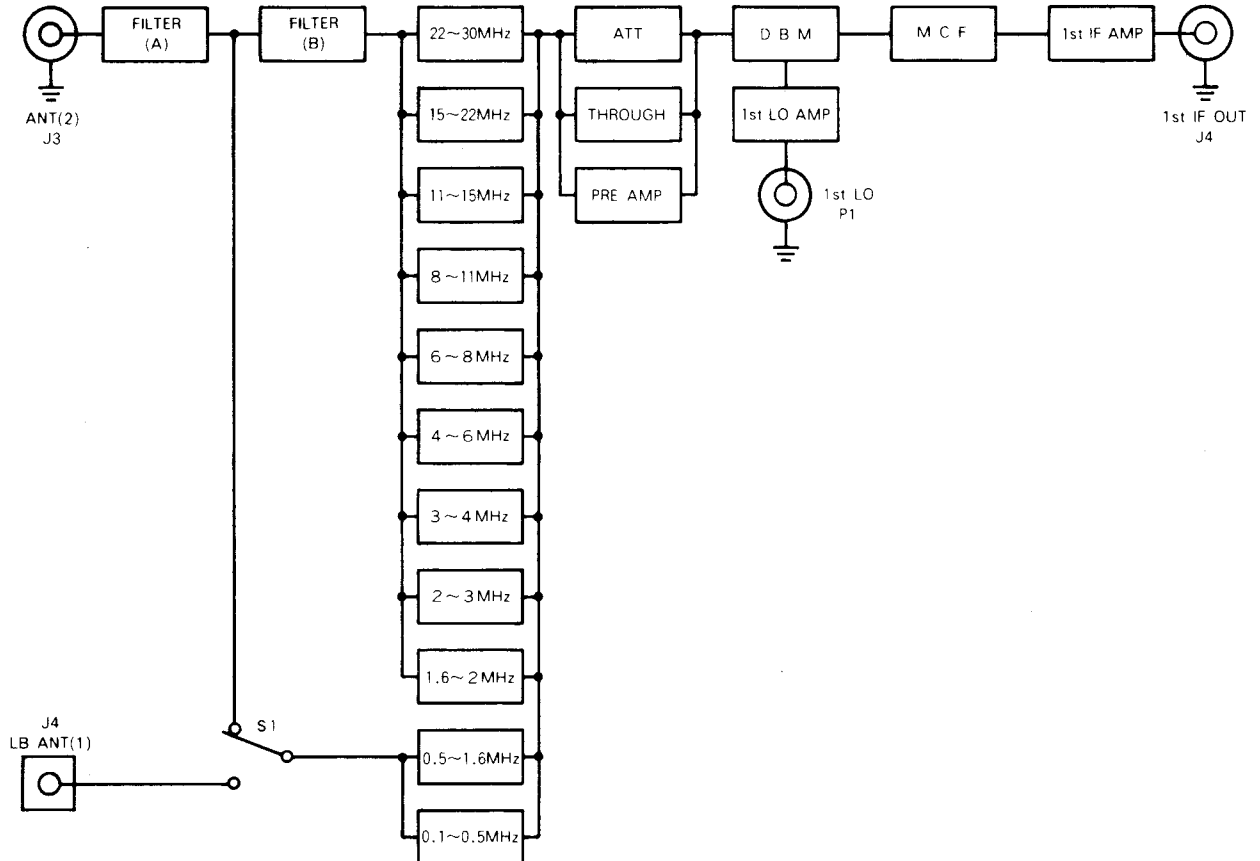 FILTER
(A)
FILTER
(B)
22~30MHz
ATT
D B M
M C F
1st IF AMP
ANT(2)
J3
15~22MHz
THROUGH
1st LO AMP
1st IF OUT
J4
11~15MHz
PRE AMP
1st LO
P1
8~11MHz
6~8MHz
4~6MHz
3~4MHz
2~3MHz
1.6~2MHz
J4
LB ANT(1)
S1
0.5~1.6MHz
0.1~0.5MHz